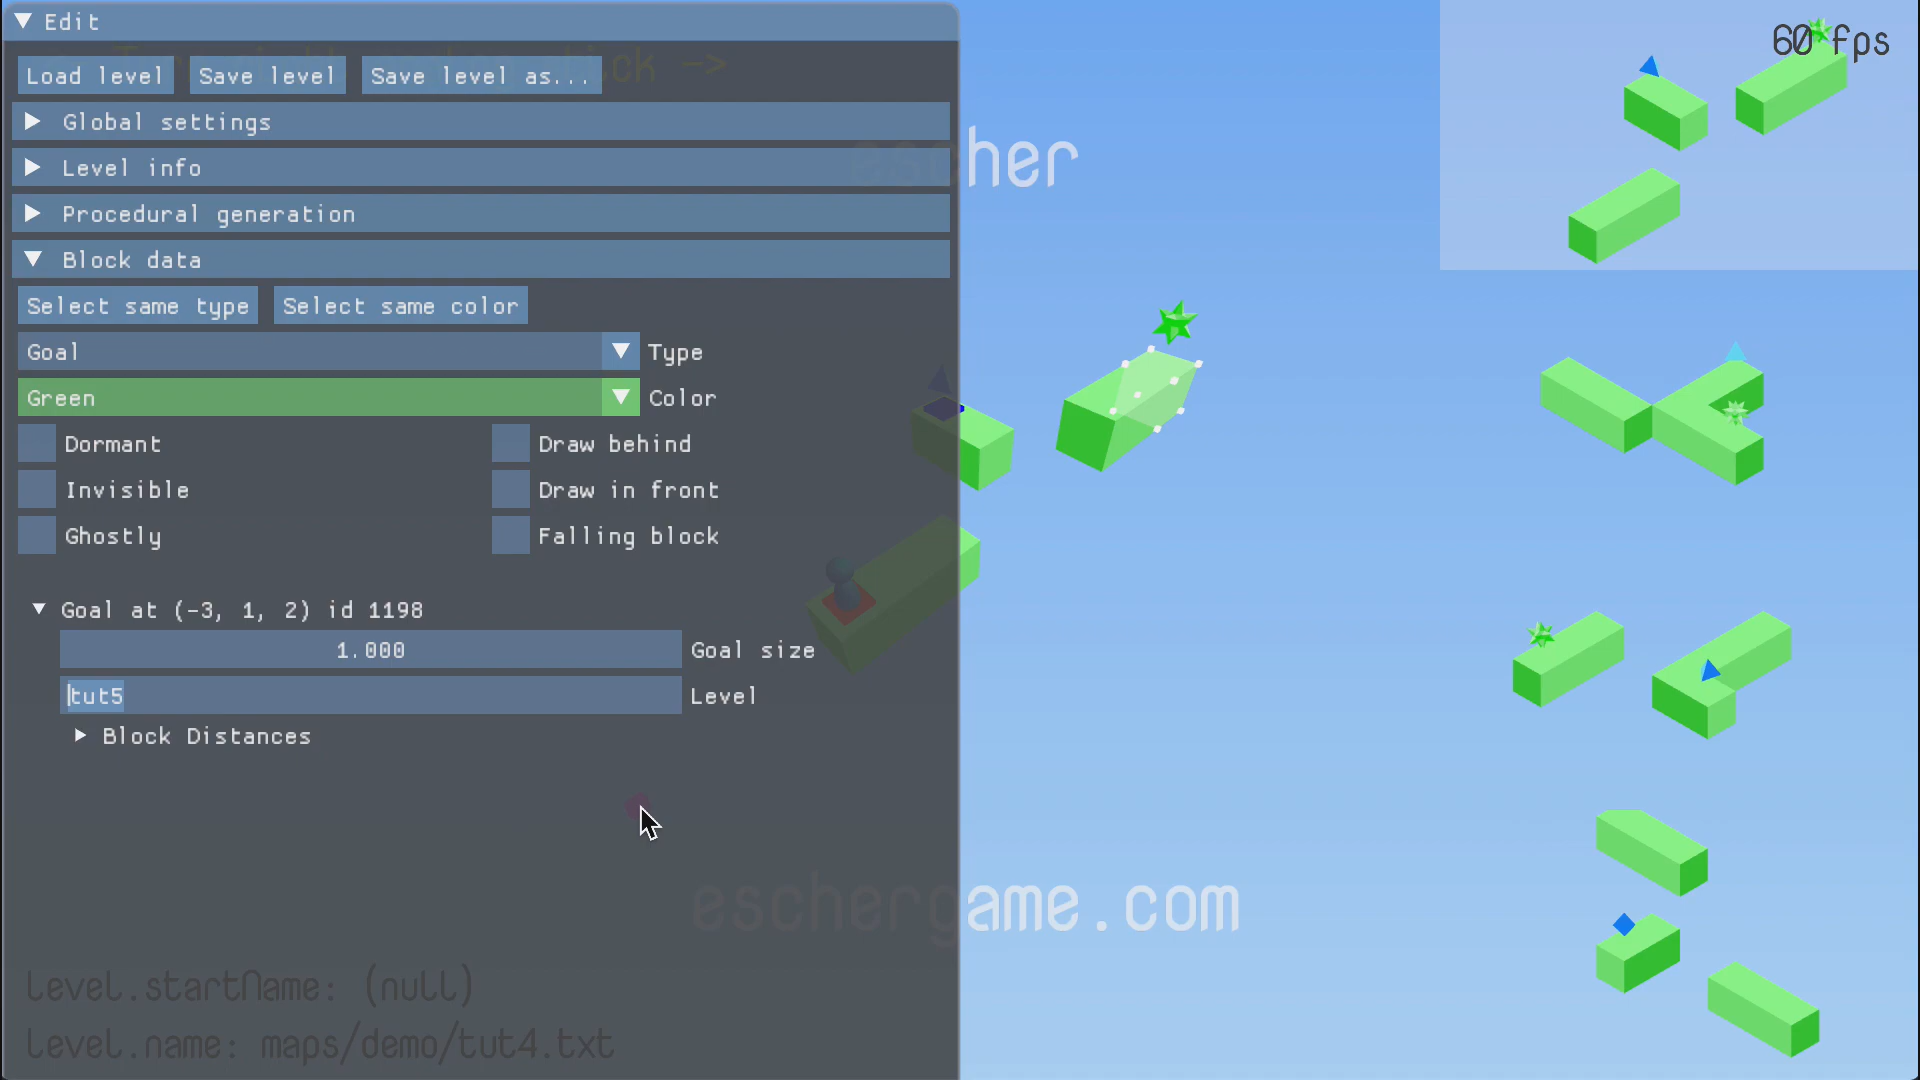 Edit
ck ->
Load level Save level Save level as...
60 fps
Global settings
escher
Level info
Procedural generation
Block data
Select same type Select same color
Goal Type
Green Color
Dormant Draw behind
Invisible Draw in front
Ghostly Falling block
Goal at (-3, 1, 2) id 1198
1.000 Goal size
tut5 Level
Block Distances
eschergame.com
Level.startName: (null)
Level.name: maps/demo/tut4.txt